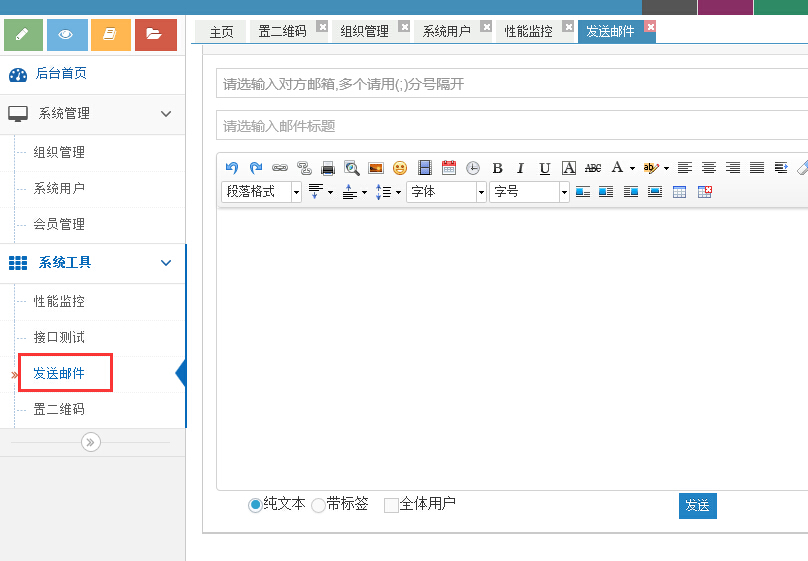 主页
置二维码
组织管理
系统用户
性能监控
发送邮件
后台首页
系统管理
组织管理
系统用户
会员管理
系统工具
性能监控
接口测试
发送邮件
置二维码
请选输入对方邮箱,多个请用(;)分号隔开
请选输入邮件标题
B I U A ABC A ab
段落格式
字体
字号
纯文本 带标签 全体用户
发送